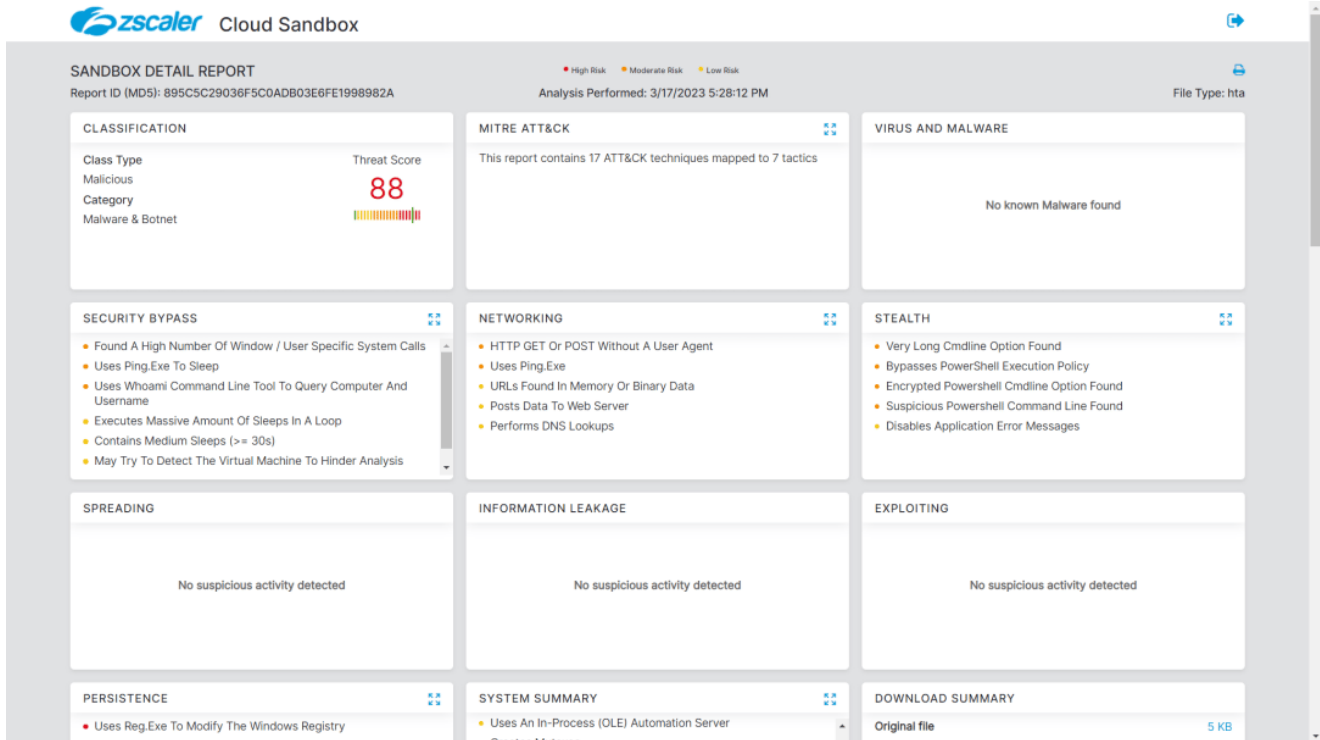 zscaler Cloud Sandbox
SANDBOX DETAIL REPORT
High Risk Moderate Risk Low Risk
Report ID (MD5): 895C5C29036F5C0ADB03E6FE1998982A
Analysis Performed: 3/17/2023 5:28:12 PM
File Type: hta
CLASSIFICATION
Class Type
Threat Score
Malicious
88
Category
Malware & Botnet
MITRE ATT&CK
This report contains 17 ATT&CK techniques mapped to 7 tactics
VIRUS AND MALWARE
No known Malware found
SECURITY BYPASS
Found A High Number Of Window / User Specific System Calls
Uses Ping.Exe To Sleep
Uses Whoami Command Line Tool To Query Computer And
Username
Executes Massive Amount Of Sleeps In A Loop
Contains Medium Sleeps (>= 30s)
May Try To Detect The Virtual Machine To Hinder Analysis
NETWORKING
HTTP GET Or POST Without A User Agent
Uses Ping.Exe
URLs Found In Memory Or Binary Data
Posts Data To Web Server
Performs DNS Lookups
STEALTH
Very Long Cmdline Option Found
Bypasses PowerShell Execution Policy
Encrypted Powershell Cmdline Option Found
Suspicious Powershell Command Line Found
Disables Application Error Messages
SPREADING
No suspicious activity detected
INFORMATION LEAKAGE
No suspicious activity detected
EXPLOITING
No suspicious activity detected
PERSISTENCE
Uses Reg.Exe To Modify The Windows Registry
SYSTEM SUMMARY
Uses An In-Process (OLE) Automation Server
DOWNLOAD SUMMARY
Original file
5 KB